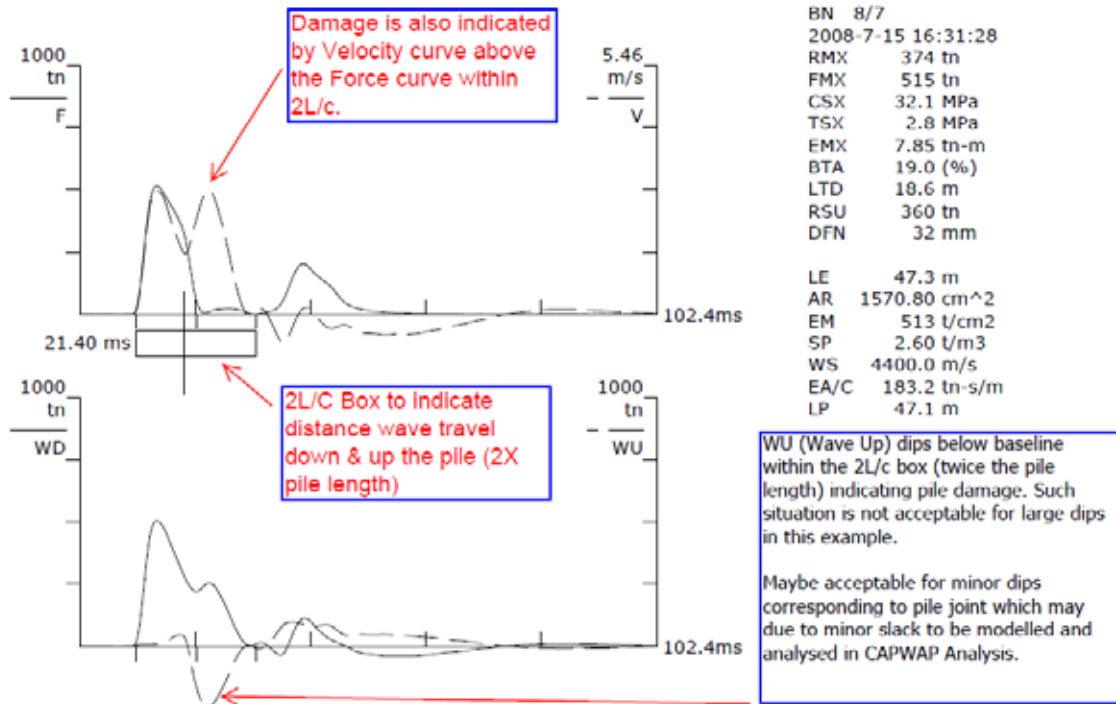 Damage is also indicated
by Velocity curve above
the Force curve within
2L/c.
1000
tn
F
5.46
m/s
V
102.4ms
21.40 ms
2L/C Box to indicate
distance wave travel
down & up the pile (2X
pile length)
1000
tn
WD
1000
tn
WU
102.4ms
BN 8/7
2008-7-15 16:31:28
RMX 374 tn
FMX 515 tn
CSX 32.1 MPa
TSX 2.8 MPa
EMX 7.85 tn-m
BTA 19.0 (%)
LTD 18.6 m
RSU 360 tn
DFN 32 mm
LE 47.3 m
AR 1570.80 cm^2
EM 513 t/cm2
SP 2.60 t/m3
WS 4400.0 m/s
EA/C 183.2 tn-s/m
LP 47.1 m
WU (Wave Up) dips below baseline
within the 2L/c box (twice the pile
length) indicating pile damage. Such
situation is not acceptable for large dips
in this example.
Maybe acceptable for minor dips
corresponding to pile joint which may
due to minor slack to be modelled and
analysed in CAPWAP Analysis.